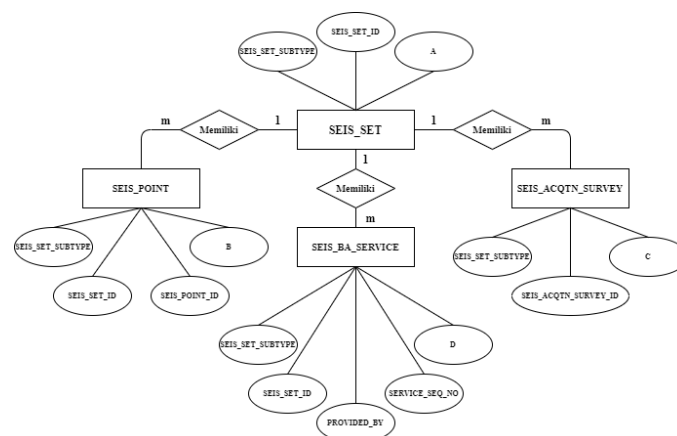 SEIS_SET_ID
SEIS_SET_SUBTYPE
A
m
Memiliki
1
SEIS_SET
1
Memiliki
m
1
SEIS_POINT
Memiliki
SEIS_ACQTN_SURVEY
m
SEIS_SET_SUBTYPE
B
SEIS_BA_SERVICE
SEIS_SET_SUBTYPE
C
SEIS_SET_ID
SEIS_POINT_ID
SEIS_ACQTN_SURVEY_ID
SEIS_SET_SUBTYPE
D
SEIS_SET_ID
SERVICE_SEQ_NO
PROVIDED_BY